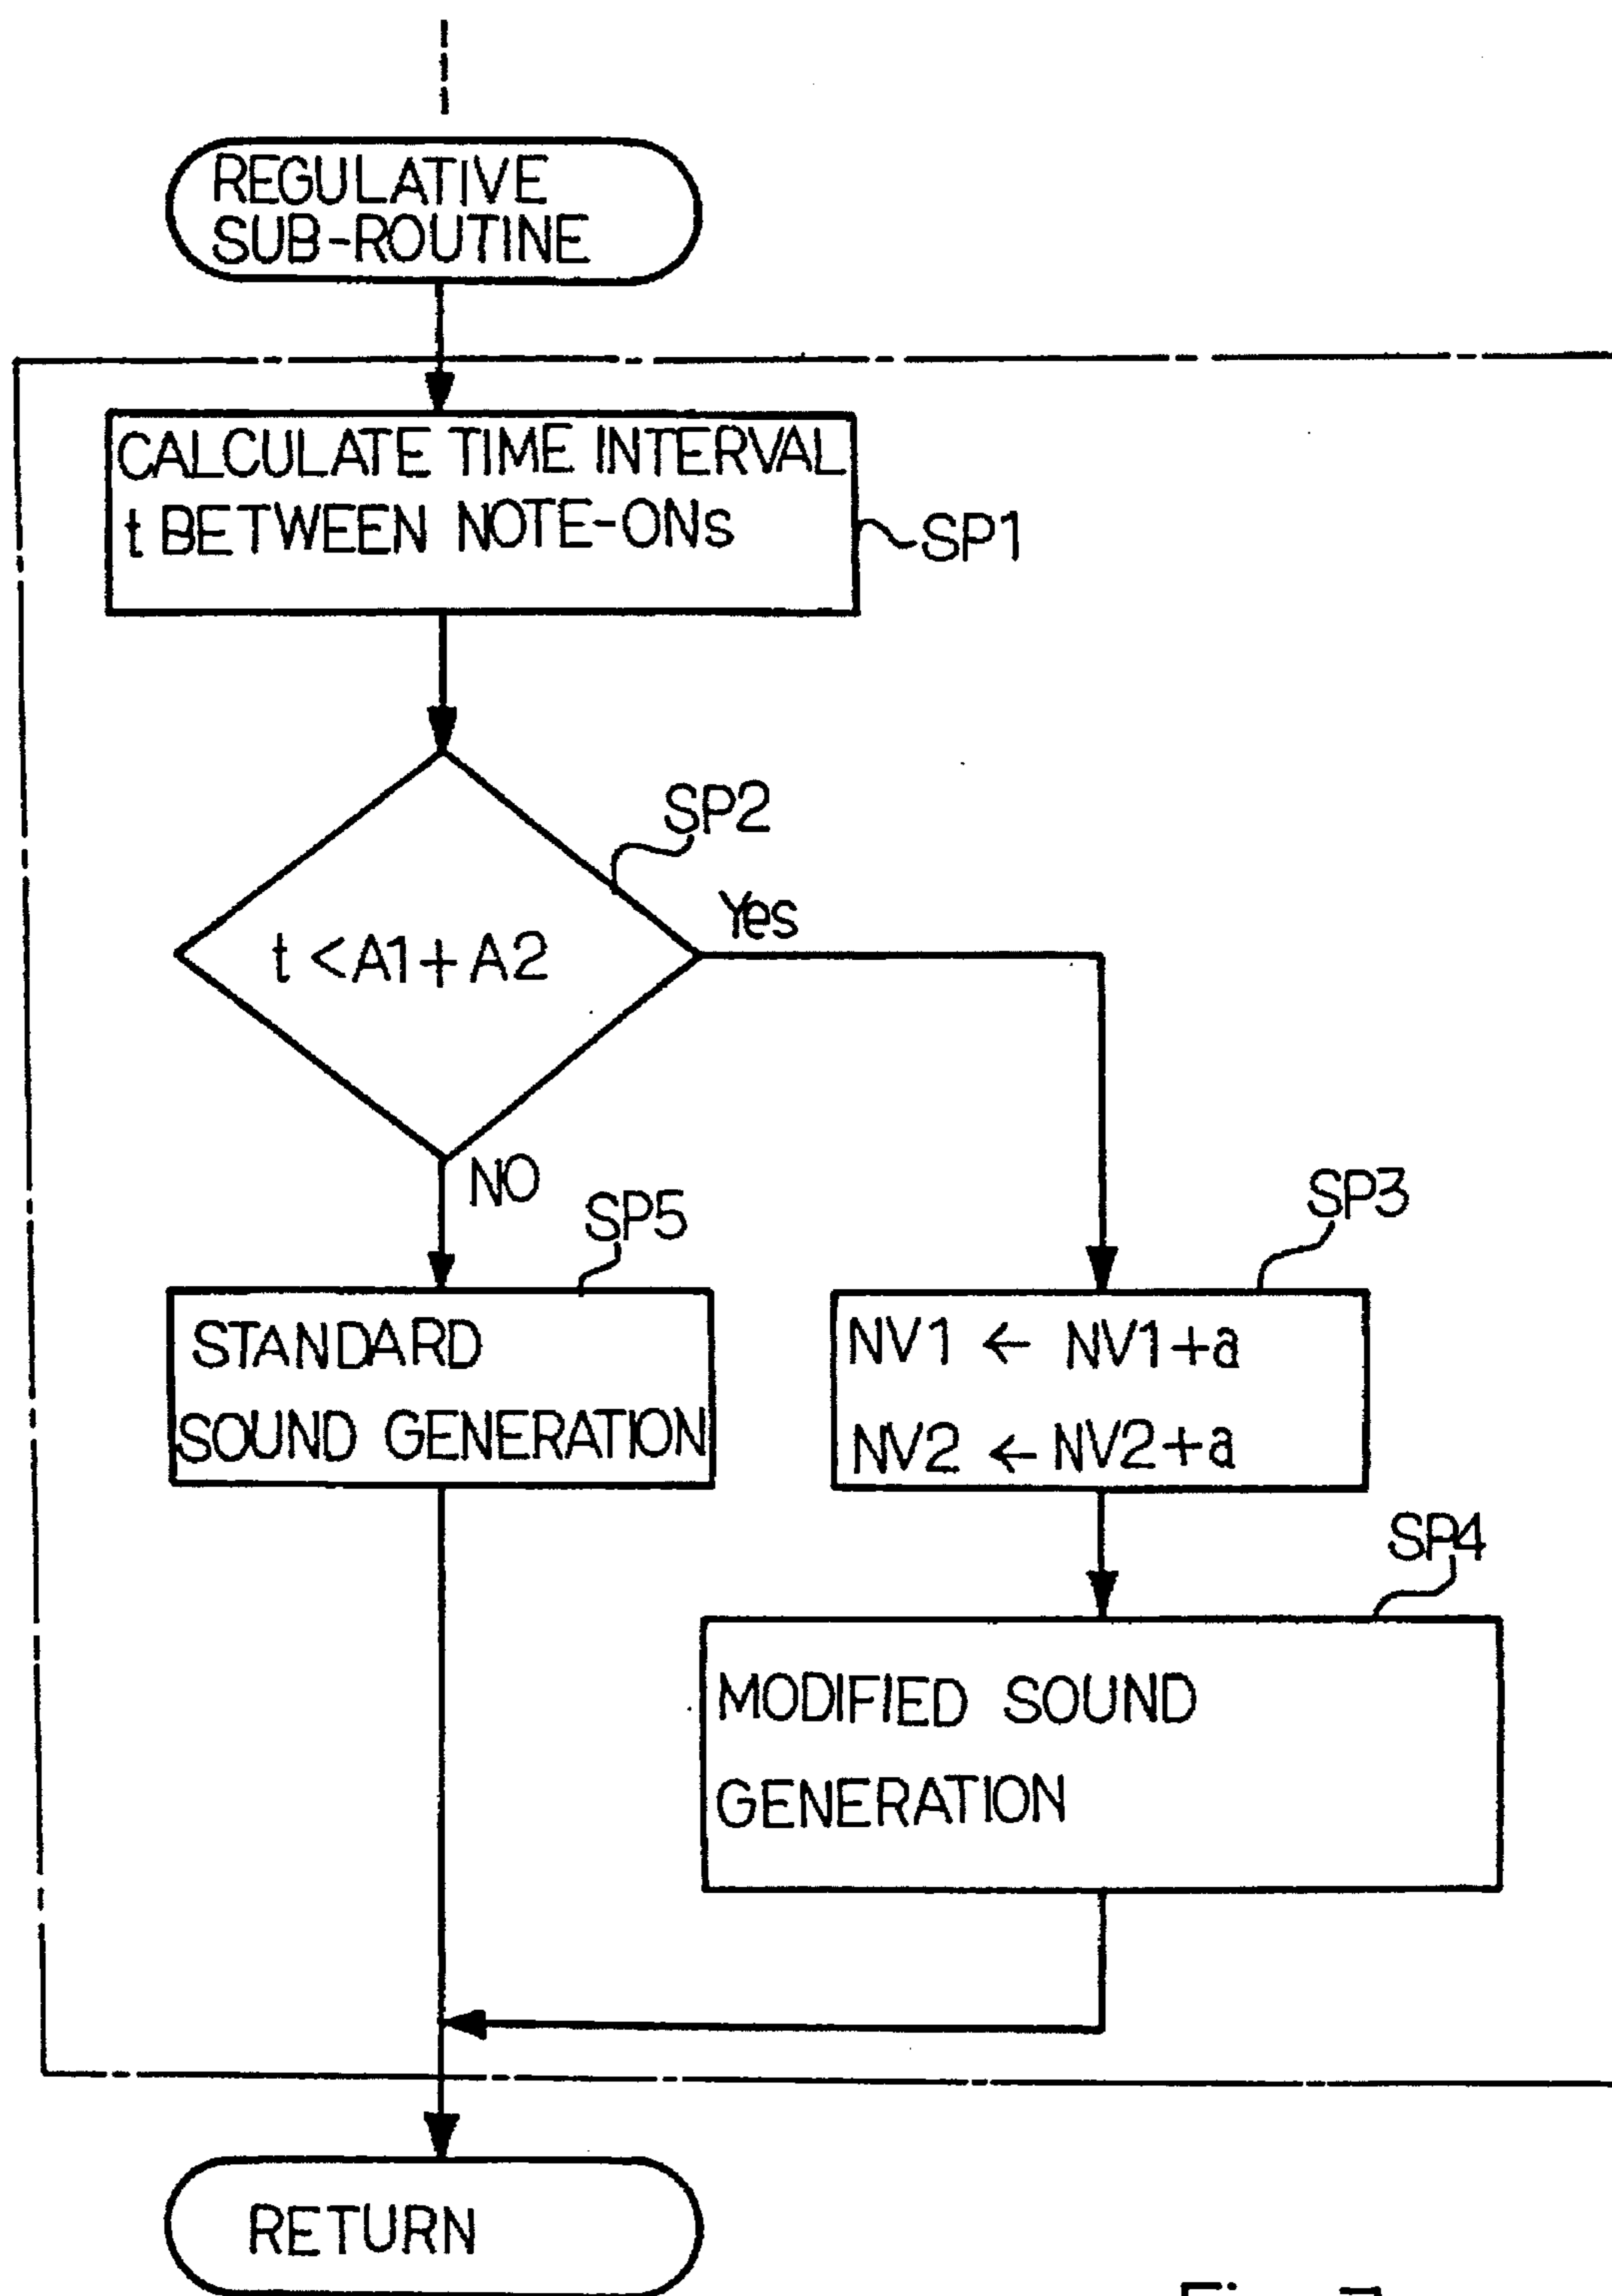 REGULATIVE
SUB-ROUTINE
CALCULATE TIME INTERVAL
t BETWEEN NOTE-ONs
SP1
SP2
Yes
t < A1 + A2
NO
SP5
SP3
STANDARD
SOUND GENERATION
NV1 ← NV1+a
NV2 ← NV2+a
SP4
MODIFIED SOUND
GENERATION
RETURN